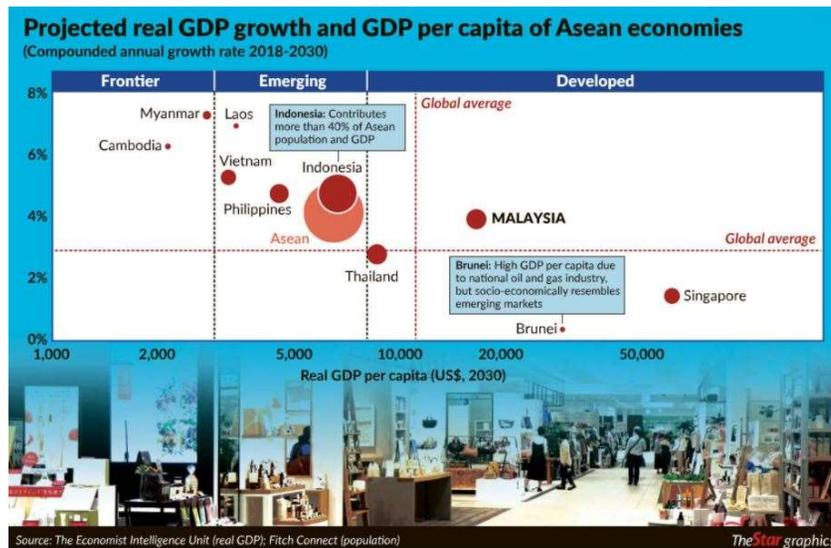 Projected real GDP growth and GDP per capita of Asean economies
(Compounded annual growth rate 2018-2030)
Frontier
Emerging
Developed
8%
6%
4%
2%
0%
Global average
Myanmar
Laos
Indonesia: Contributes
more than 40% of Asean
population and GDP
Cambodia
Vietnam
Indonesia
Philippines
MALAYSIA
Asean
Global average
Thailand
Brunei: High GDP per capita due
to national oil and gas industry,
but socio-economically resembles
emerging markets
Singapore
Brunei
1,000
2,000
5,000
10,000
20,000
50,000
Real GDP per capita (US$, 2030)
Source: The Economist Intelligence Unit (real GDP); Fitch Connect (population)
TheStar graphics